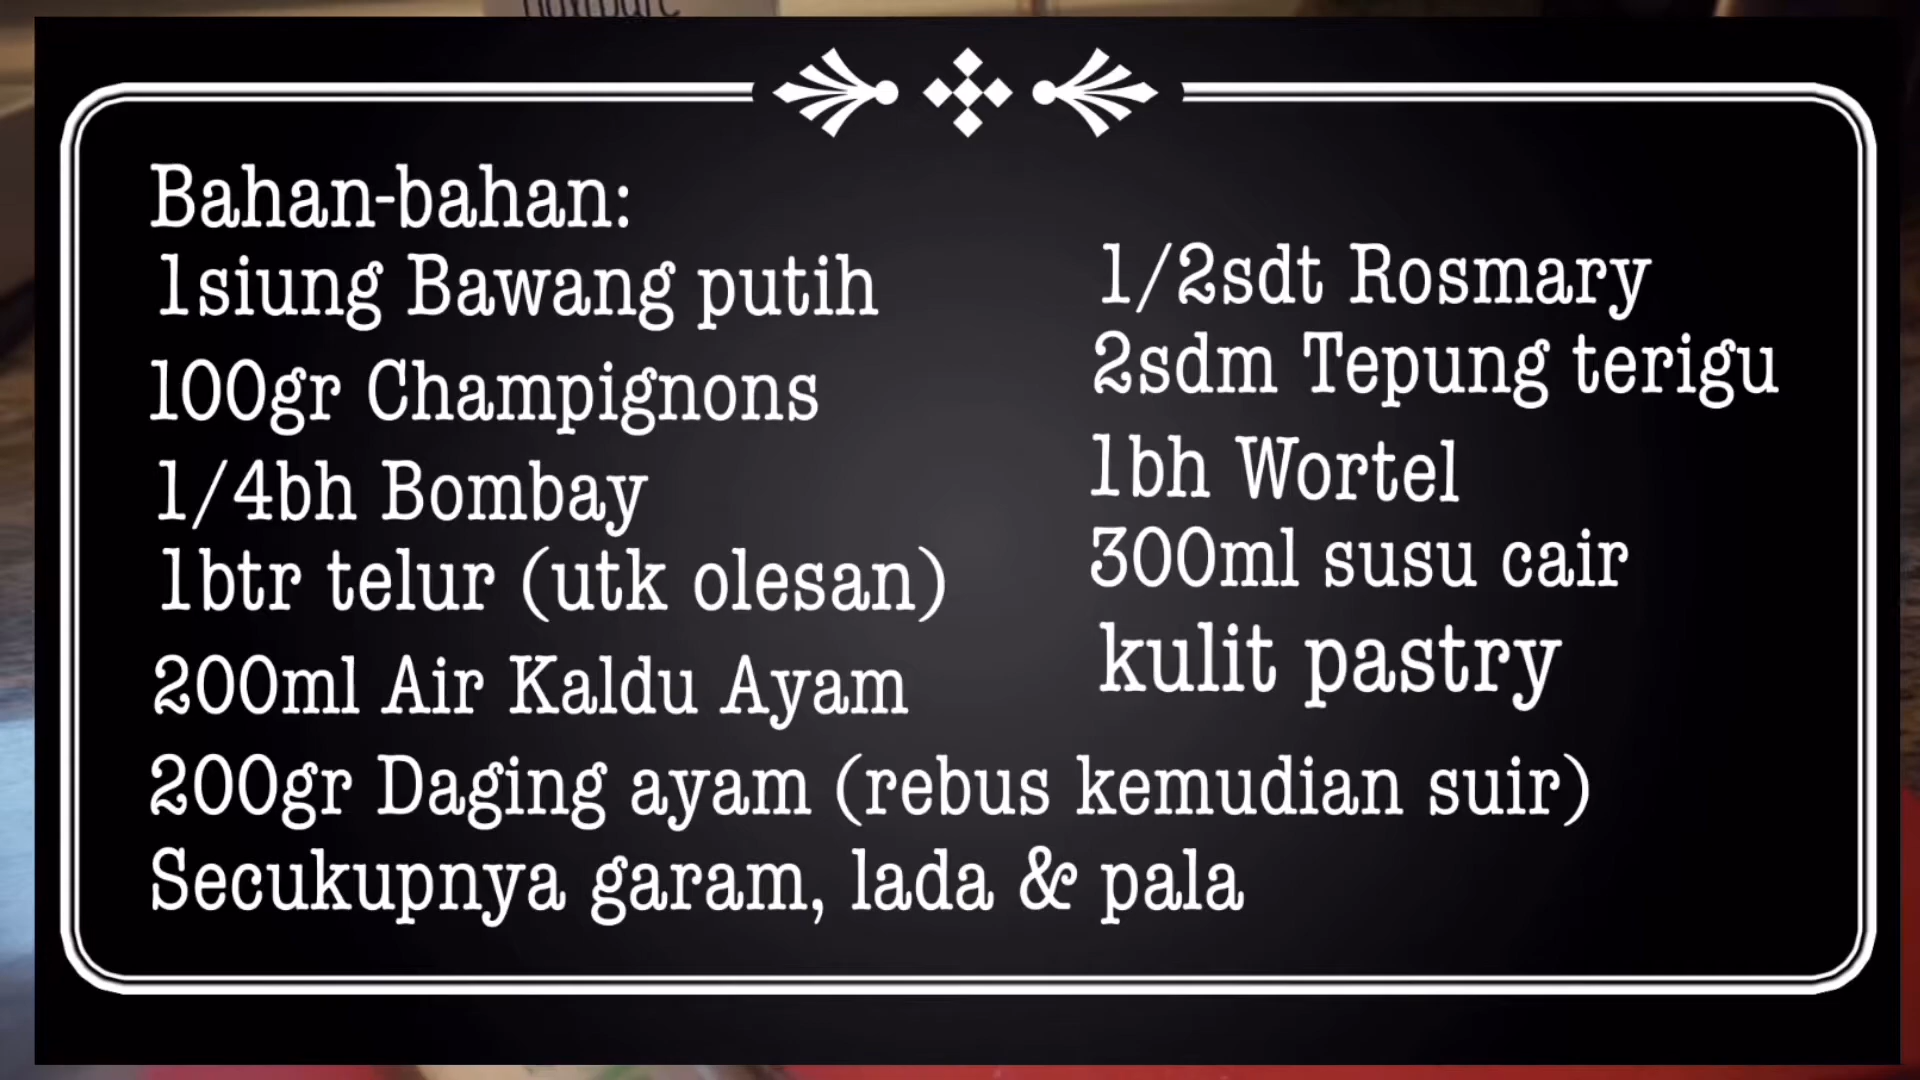 Bahan-bahan:
1siung Bawang putih
100gr Champignons
1/4bh Bombay
1btr telur (utk olesan)
200ml Air Kaldu Ayam
200gr Daging ayam (rebus kemudian suir)
Secukupnya garam, lada & pala
1/2sdt Rosmary
2sdm Tepung terigu
1bh Wortel
300ml susu cair
kulit pastry